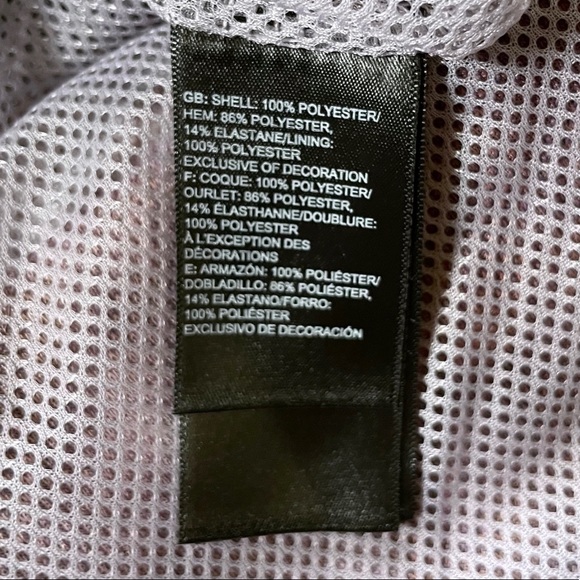 GB: SHELL: 100% POLYESTER/
HEM: 86% POLYESTER,
14% ELASTANE/LINING:
100% POLYESTER
EXCLUSIVE OF DECORATION
F: COQUE: 100% POLYESTER/
OURLET: 86% POLYESTER,
14% ÉLASTHANNE/DOUBLURE:
100% POLYESTER
À L'EXCEPTION DES
DÉCORATIONS
E: ARMAZÓN: 100% POLIÉSTER/
DOBLADILLO: 86% POLIÉSTER,
14% ELASTANO/FORRO:
100% POLIÉSTER
EXCLUSIVO DE DECORACIÓN